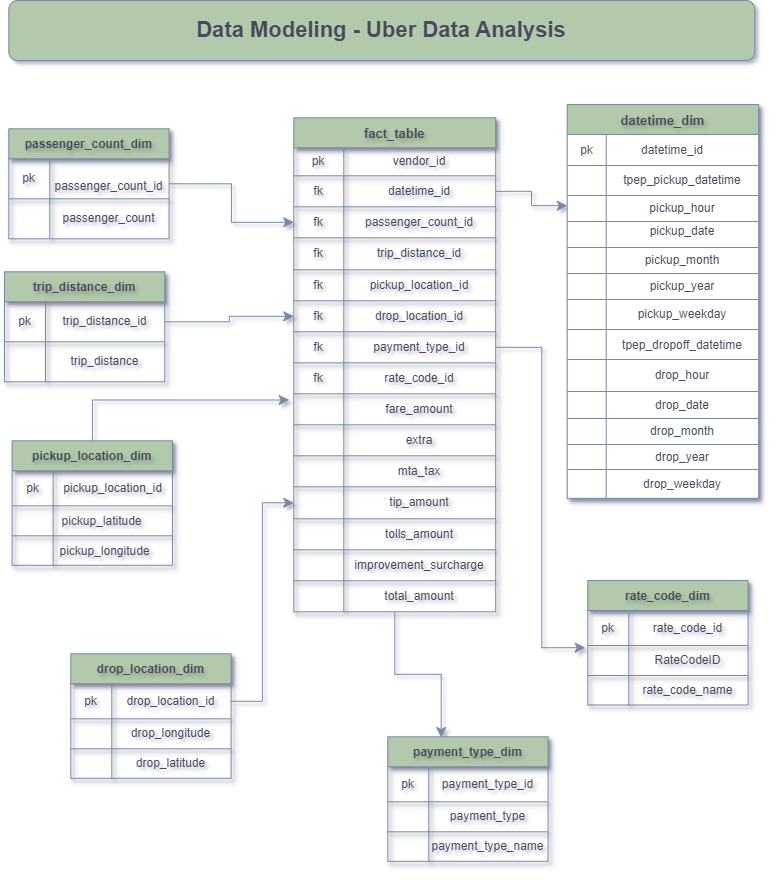 Data Modeling - Uber Data Analysis
passenger_count_dim
pk passenger_count_id
passenger_count
trip_distance_dim
pk trip_distance_id
trip_distance
pickup_location_dim
pk pickup_location_id
pickup_latitude
pickup_longitude
drop_location_dim
pk drop_location_id
drop_longitude
drop_latitude
fact_table
pk vendor_id
fk datetime_id
fk passenger_count_id
fk trip_distance_id
fk pickup_location_id
fk drop_location_id
fk payment_type_id
fk rate_code_id
fare_amount
extra
mta_tax
tip_amount
tolls_amount
improvement_surcharge
total_amount
datetime_dim
pk datetime_id
tpep_pickup_datetime
pickup_hour
pickup_date
pickup_month
pickup_year
pickup_weekday
tpep_dropoff_datetime
drop_hour
drop_date
drop_month
drop_year
drop_weekday
rate_code_dim
pk rate_code_id
RateCodeID
rate_code_name
payment_type_dim
pk payment_type_id
payment_type
payment_type_name